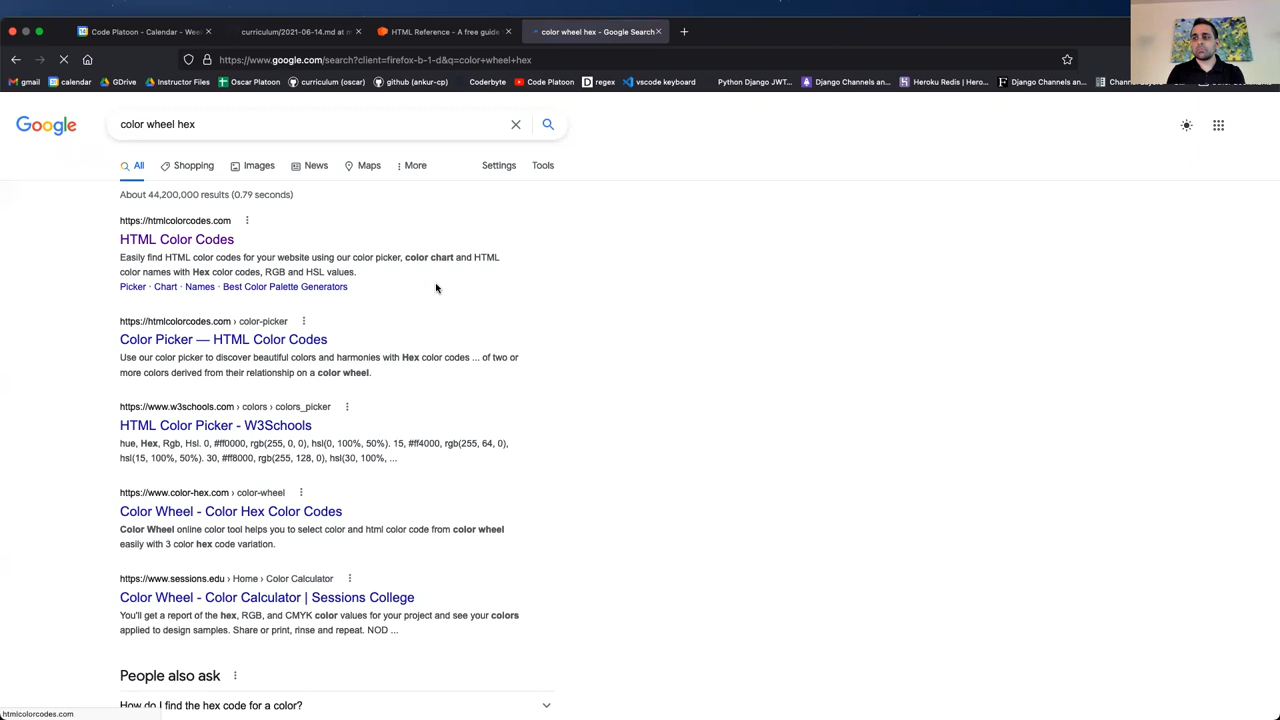 Code Platoon - Calendar - Wee
curriculum/2021-06-14.md at m
HTML Reference - A free guide
color wheel hex - Google Search
https://www.google.com/search?client=firefox-b-1-d&q=color+wheel+hex
gmail
calendar
GDrive
Instructor Files
Oscar Platoon
curriculum (oscar)
github (ankur-cp)
Coderbyte
Code Platoon
regex
vscode keyboard
Python Django JWT...
Django Channels an...
Heroku Redis | Hero...
Django Channels an...
Google
color wheel hex
All
Shopping
Images
News
Maps
More
Settings
Tools
About 44,200,000 results (0.79 seconds)
https://htmlcolorcodes.com
HTML Color Codes
Easily find HTML color codes for your website using our color picker, color chart and HTML
color names with Hex color codes, RGB and HSL values.
Picker · Chart · Names · Best Color Palette Generators
https://htmlcolorcodes.com › color-picker
Color Picker — HTML Color Codes
Use our color picker to discover beautiful colors and harmonies with Hex color codes ... of two or
more colors derived from their relationship on a color wheel.
https://www.w3schools.com › colors › colors_picker
HTML Color Picker - W3Schools
hue, Hex, Rgb, Hsl. 0, #ff0000, rgb(255, 0, 0), hsl(0, 100%, 50%). 15, #ff4000, rgb(255, 64, 0),
hsl(15, 100%, 50%). 30, #ff8000, rgb(255, 128, 0), hsl(30, 100%, ...
https://www.color-hex.com › color-wheel
Color Wheel - Color Hex Color Codes
Color Wheel online color tool helps you to select color and html color code from color wheel
easily with 3 color hex code variation.
https://www.sessions.edu › Home › Color Calculator
Color Wheel - Color Calculator | Sessions College
You'll get a report of the hex, RGB, and CMYK color values for your project and see your colors
applied to design samples. Share or print, rinse and repeat. NOD ...
People also ask
How do I find the hex code for a color?
htmlcolorcodes.com